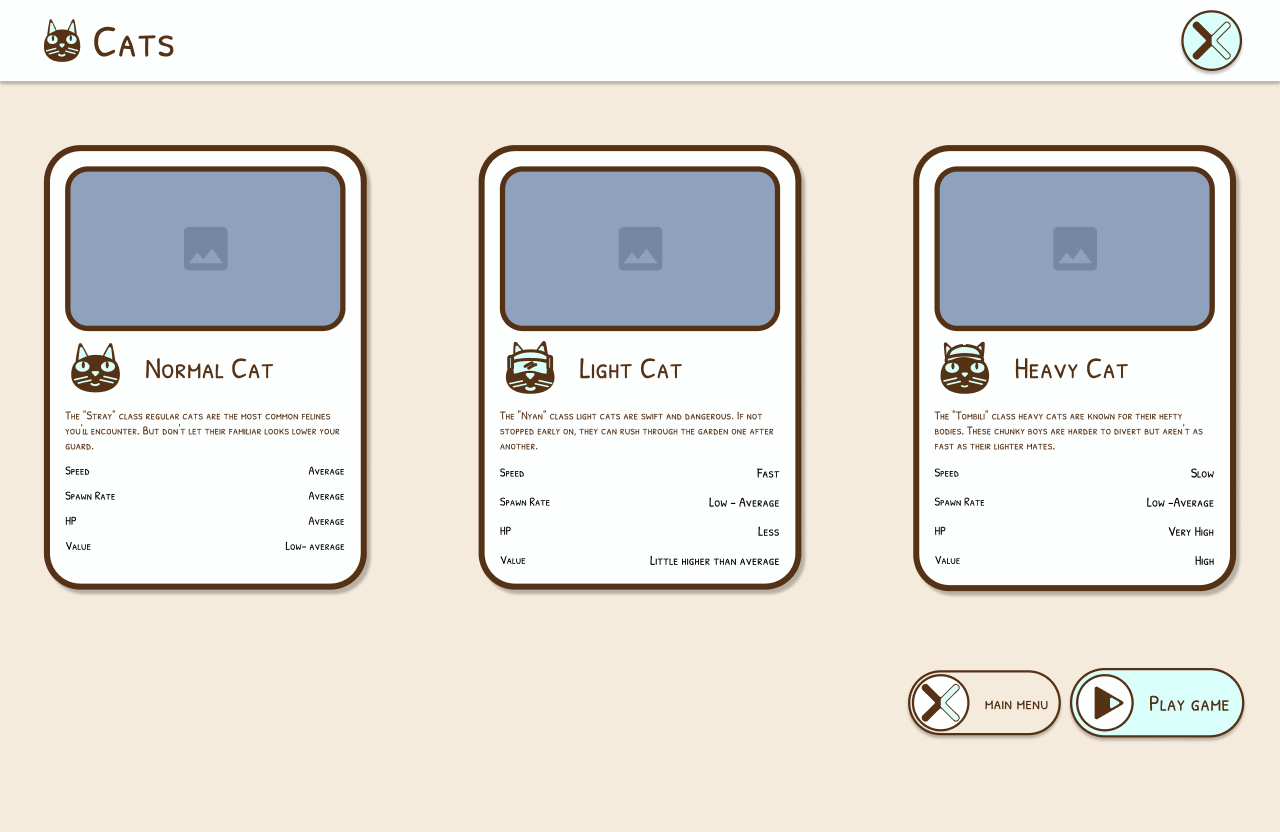 Cats
Normal Cat
The "Stray" class regular cats are the most common felines
you'll encounter. But don't let their familiar looks lower your
guard.
Speed Average
Spawn Rate Average
HP Average
Value Low- average
Light Cat
The "Nyan" class light cats are swift and dangerous. If not
stopped early on, they can rush through the garden one after
another.
Speed Fast
Spawn Rate Low - Average
HP Less
Value Little higher than average
Heavy Cat
The "Tombili" class heavy cats are known for their hefty
bodies. These chunky boys are harder to divert but aren't as
fast as their lighter mates.
Speed Slow
Spawn Rate Low -Average
HP Very High
Value High
main menu
Play game